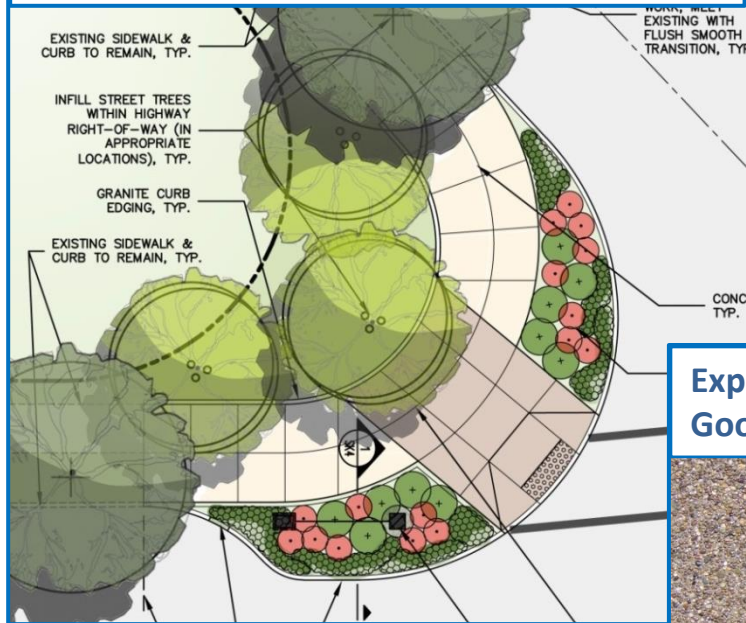 EXISTING SIDEWALK &
CURB TO REMAIN, TYP.
INFILL STREET TREES
WITHIN HIGHWAY
RIGHT-OF-WAY (IN
APPROPRIATE
LOCATIONS), TYP.
GRANITE CURB
EDGING, TYP.
EXISTING SIDEWALK &
CURB TO REMAIN, TYP.
EXISTING WITH
FLUSH SMOOTH
TRANSITION, TYP
CONC
TYP.
Exp
Goo